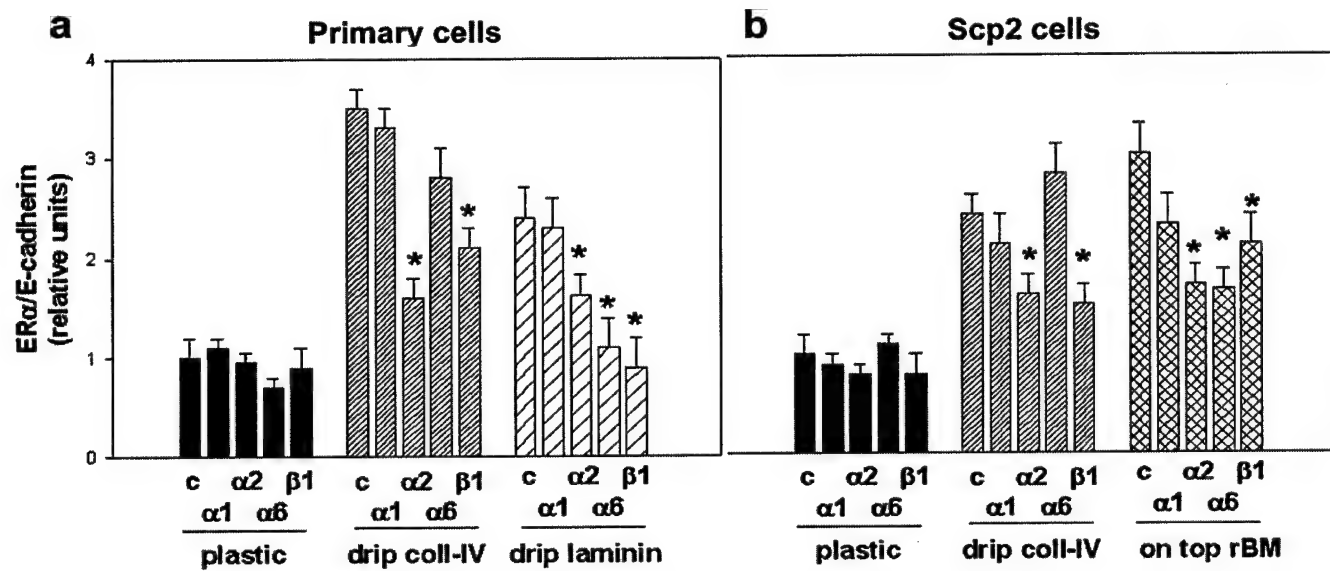 a Primary cells
b Scp2 cells
ERα/E-cadherin
(relative units)
4
3
2
1
0
* * * * *
* * * * *
c α2 β1 c α2 β1 c α2 β1
α1 α6 α1 α6 α1 α6
plastic drip coll-IV drip laminin
c α2 β1 c α2 β1 c α2 β1
α1 α6 α1 α6 α1 α6
plastic drip coll-IV on top rBM